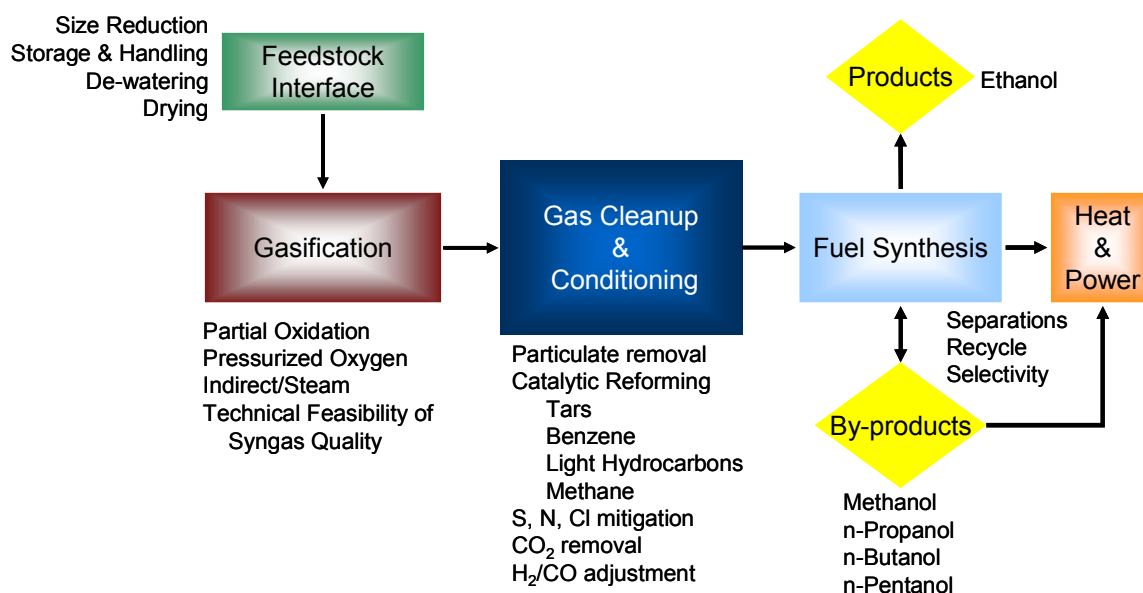 Size Reduction
Storage & Handling
De-watering
Drying
Feedstock
Interface
Products
Ethanol
Gasification
Gas Cleanup
&
Conditioning
Fuel Synthesis
Heat
&
Power
Partial Oxidation
Pressurized Oxygen
Indirect/Steam
Technical Feasibility of
Syngas Quality
Particulate removal
Catalytic Reforming
Tars
Benzene
Light Hydrocarbons
Methane
S, N, Cl mitigation
CO₂ removal
H₂/CO adjustment
Separations
Recycle
Selectivity
By-products
Methanol
n-Propanol
n-Butanol
n-Pentanol